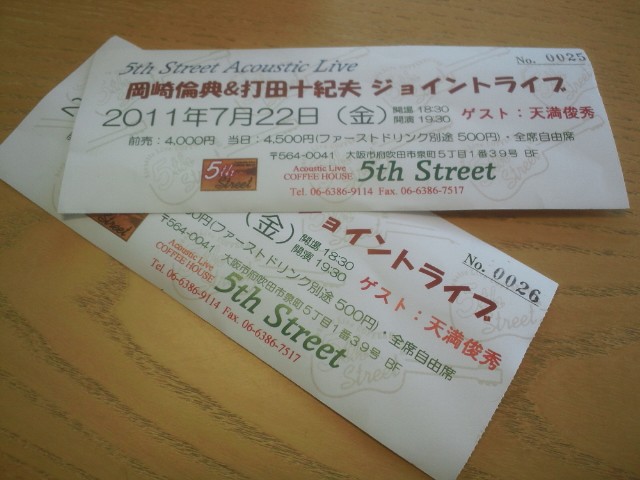 No. 0025
5th Street Acoustic Live
岡崎倫典&打田十紀夫 ジョイントライブ
2011年7月22日（金） 開場 18:30 開演 19:30 ゲスト：天満俊秀
前売：4,000円 当日：4,500円(ファーストドリンク別途 500円)・全席自由席
〒564-0041 大阪府吹田市泉町5丁目1番39号 BF
5th Street
Acoustic Live COFFEE HOUSE 5th Street
Tel. 06-6386-9114 Fax. 06-6386-7517
No. 0026
ジョイントライブ
（金） 開場 18:30 開演 19:30 ゲスト：天満俊秀
00円(ファーストドリンク別途 500円)・全席自由席
〒564-0041 大阪府吹田市泉町5丁目1番39号 BF
Street
Acoustic Live COFFEE HOUSE 5th Street
Tel. 06-6386-9114 Fax. 06-6386-7517